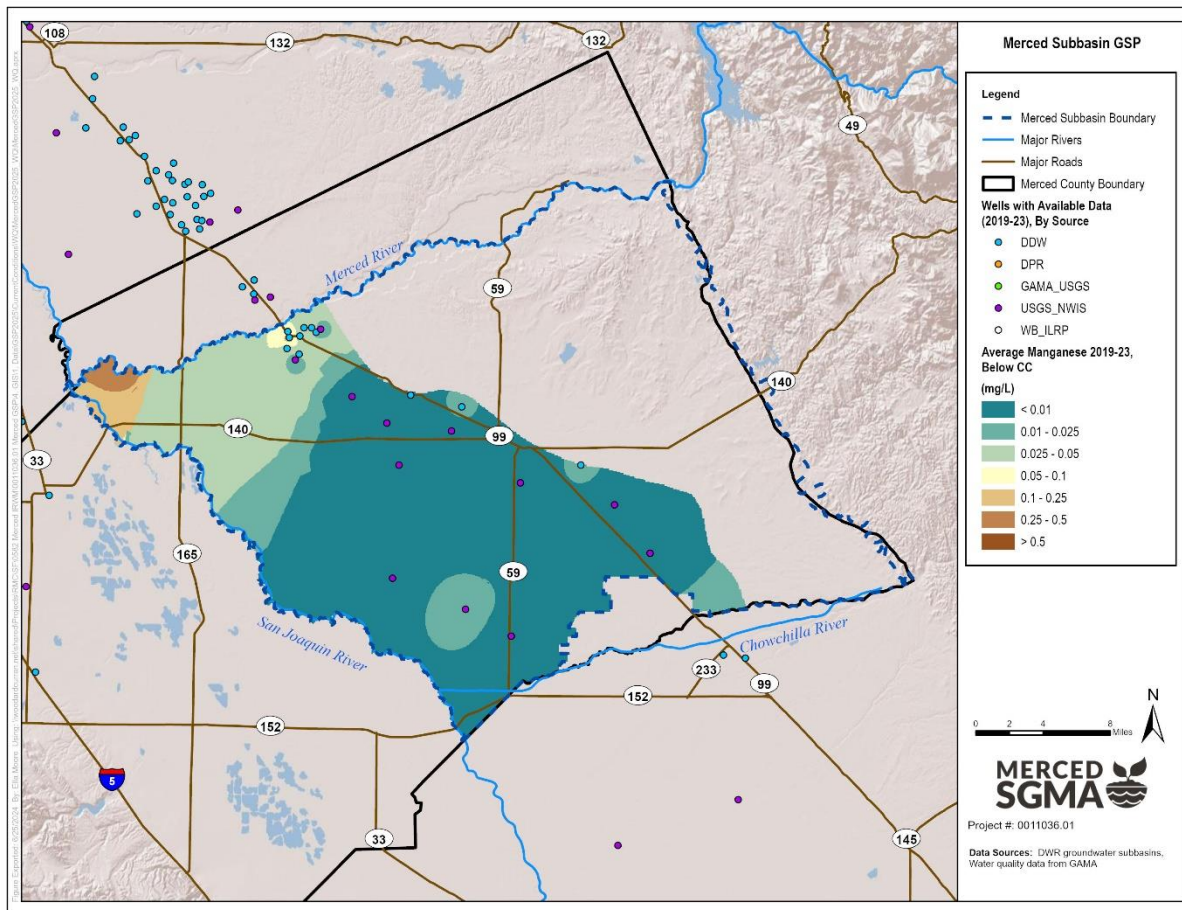 Merced Subbasin GSP
Legend
Merced Subbasin Boundary
Major Rivers
Major Roads
Merced County Boundary
Wells with Available Data
(2019-23), By Source
DDW
DPR
GAMA_USGS
USGS_NWIS
WB_ILRP
Average Manganese 2019-23,
Below CC
(mg/L)
< 0.01
0.01 - 0.025
0.025 - 0.05
0.05 - 0.1
0.1 - 0.25
0.25 - 0.5
> 0.5
N
0 2 4 8
Miles
MERCED
SGMA
Project #: 0011036.01
Data Sources: DWR groundwater subbasins,
Water quality data from GAMA
108
132
132
49
Merced River
59
140
140
99
33
165
59
San Joaquin River
Chowchilla River
233
99
152
152
5
33
145